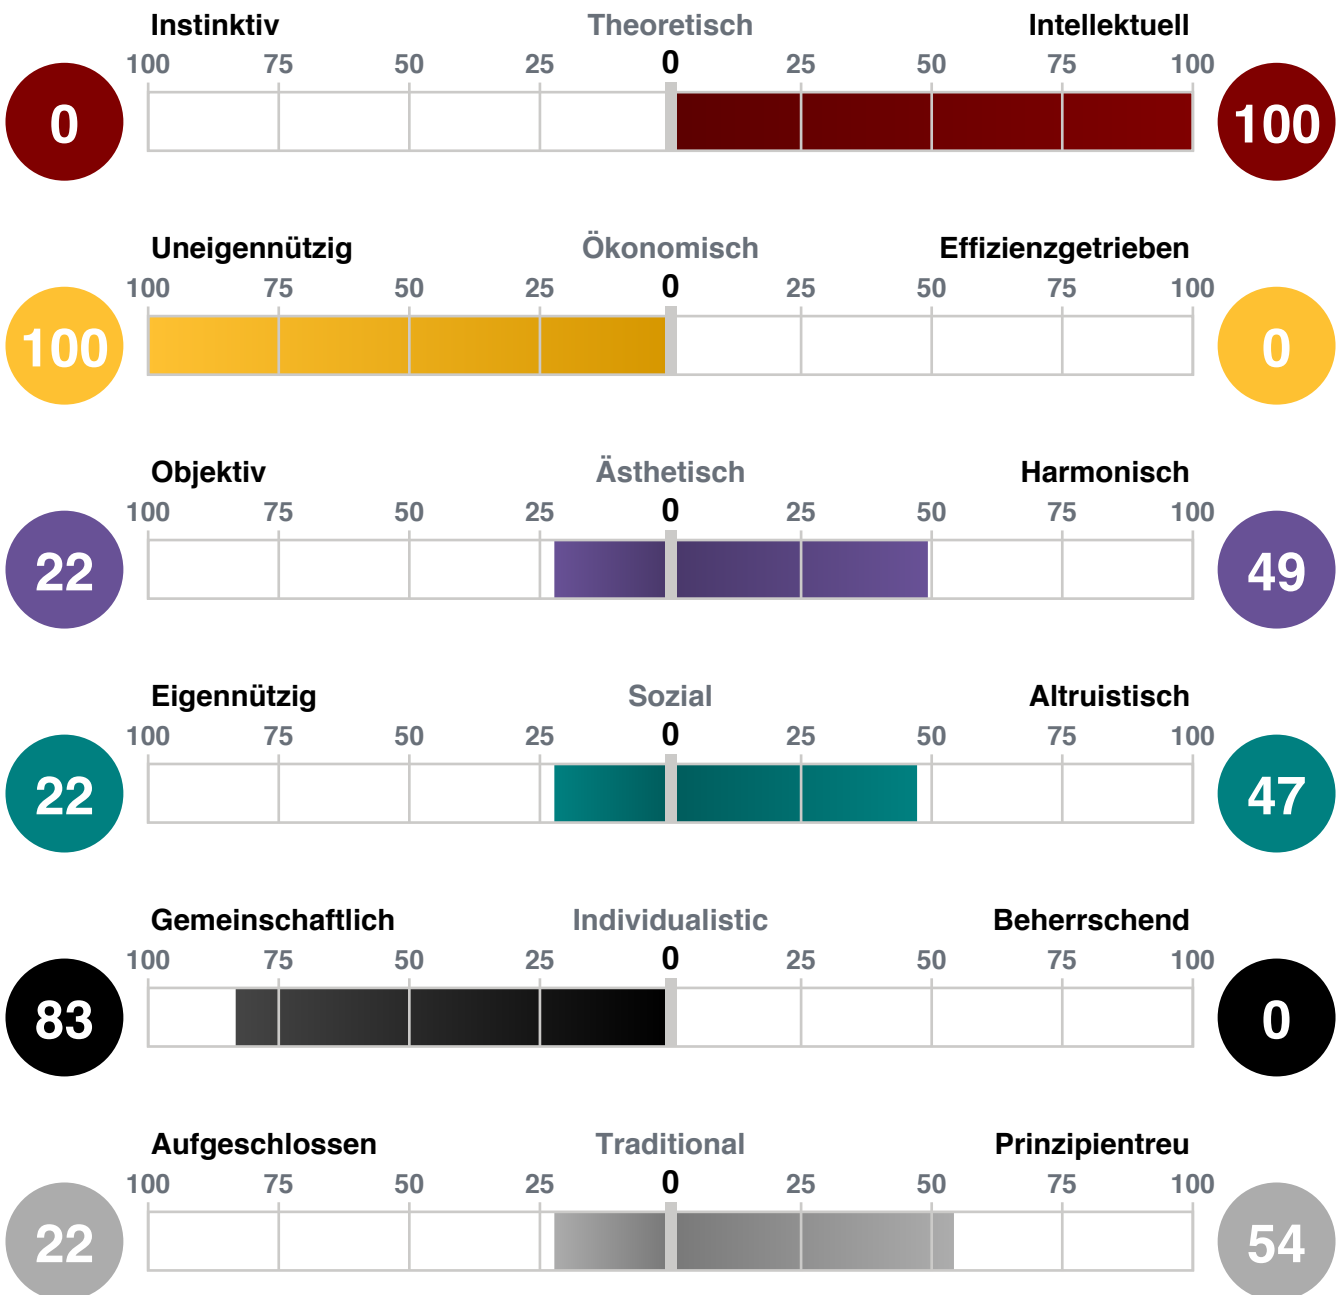 Instinktiv Theoretisch Intellektuell
100 75 50 25 0 25 50 75 100
0 100
Uneigennützig Ökonomisch Effizienzgetrieben
100 75 50 25 0 25 50 75 100
100 0
Objektiv Ästhetisch Harmonisch
100 75 50 25 0 25 50 75 100
22 49
Eigennützig Sozial Altruistisch
100 75 50 25 0 25 50 75 100
22 47
Gemeinschaftlich Individualistic Beherrschend
100 75 50 25 0 25 50 75 100
83 0
Aufgeschlossen Traditional Prinzipientreu
100 75 50 25 0 25 50 75 100
22 54